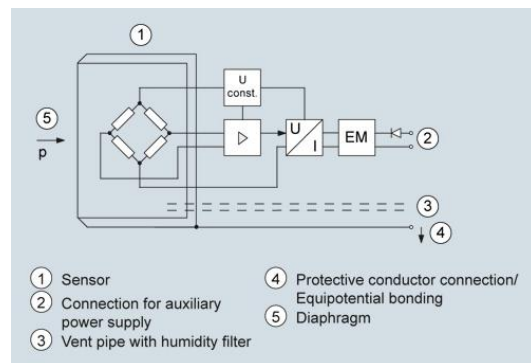 1
U
const.
5
p
U
I
EM
2
3
4
1 Sensor
2 Connection for auxiliary
power supply
3 Vent pipe with humidity filter
4 Protective conductor connection/
Equipotential bonding
5 Diaphragm